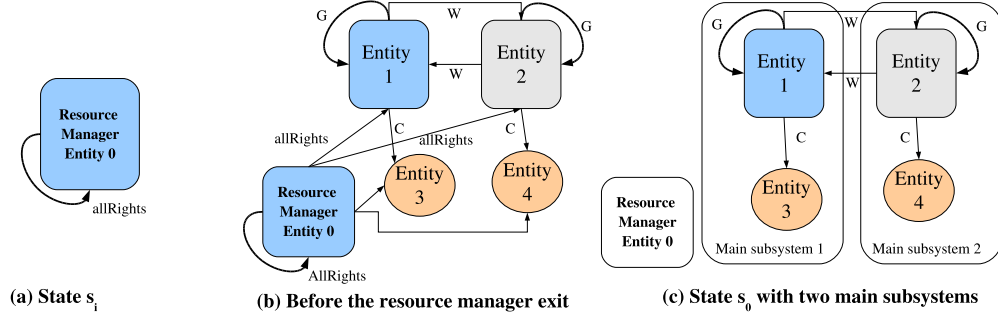 Resource
Manager
Entity 0
allRights
(a) State si
G
W
G
Entity
1
W
Entity
2
allRights
C
allRights
C
Entity
3
Entity
4
Resource
Manager
Entity 0
AllRights
(b) Before the resource manager exit
G
W
G
Entity
1
W
Entity
2
C
C
Entity
3
Entity
4
Resource
Manager
Entity 0
Main subsystem 1
Main subsystem 2
(c) State s0 with two main subsystems